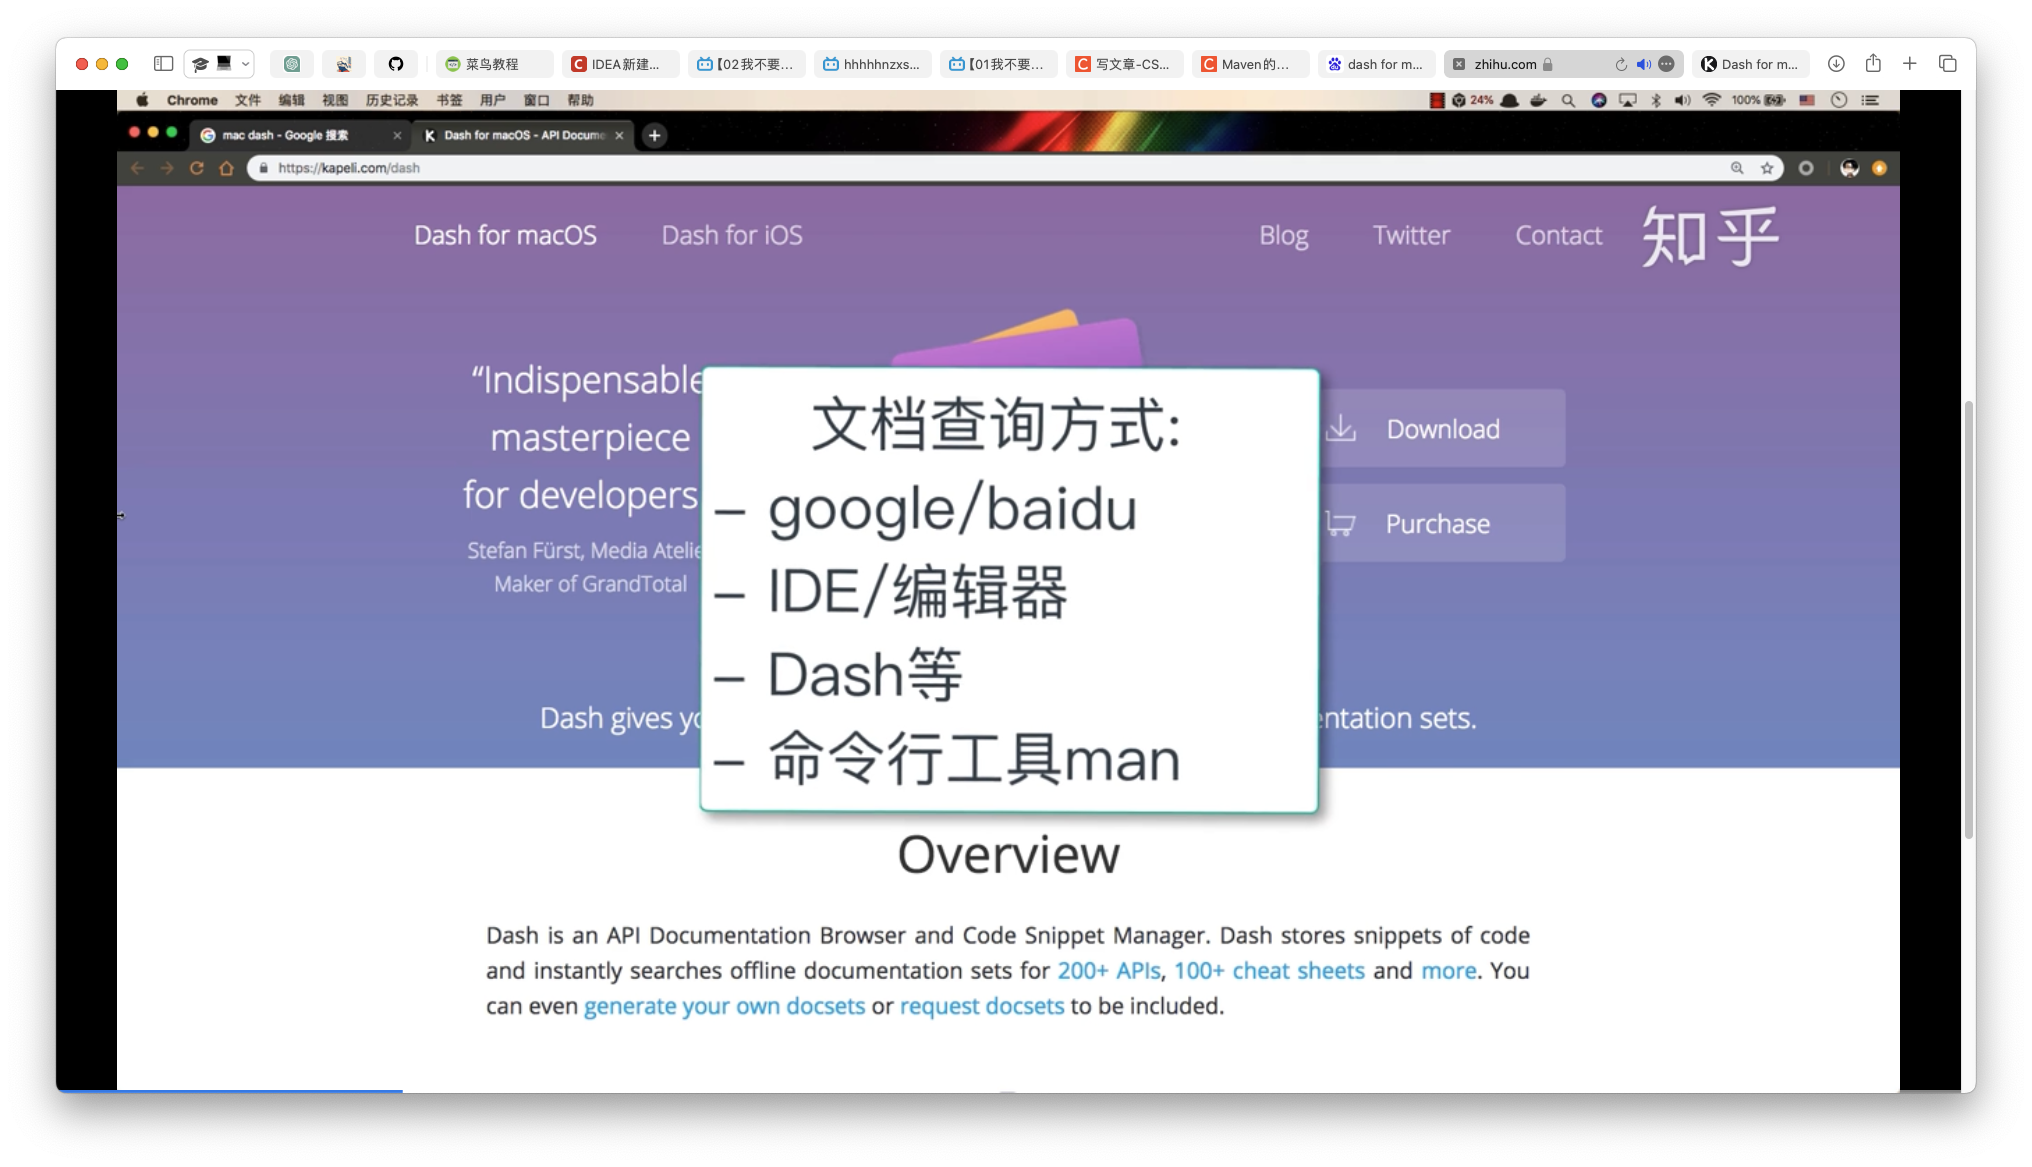 菜鸟教程
IDEA新建...
【02我不要...
hhhhhnzxs...
【01我不要...
写文章-CS...
Maven的...
dash for m...
zhihu.com
Dash for m...
Chrome 文件 编辑 视图 历史记录 书签 用户 窗口 帮助
24%
100%
mac dash - Google 搜索
Dash for macOS - API Docume
https://kapeli.com/dash
Dash for macOS
Dash for iOS
Blog
Twitter
Contact
知乎
“Indispensable
masterpiece
for developers
Stefan Fürst, Media Atelie
Maker of GrandTotal
文档查询方式:
– google/baidu
– IDE/编辑器
– Dash等
– 命令行工具man
Download
Purchase
Dash gives yo
entation sets.
Overview
Dash is an API Documentation Browser and Code Snippet Manager. Dash stores snippets of code
and instantly searches offline documentation sets for 200+ APIs, 100+ cheat sheets and more. You
can even generate your own docsets or request docsets to be included.